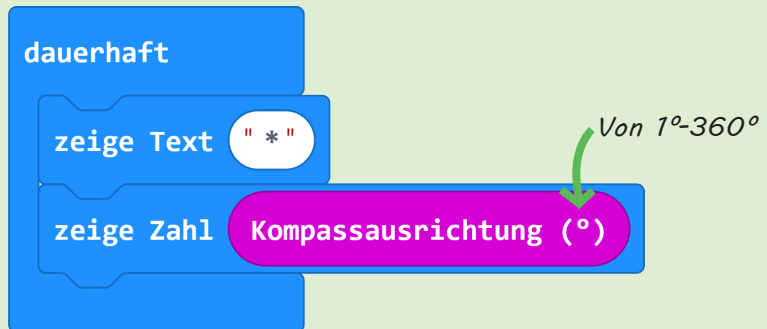 dauerhaft
zeige Text " * "
Von 1º-360º
zeige Zahl Kompassausrichtung (º)